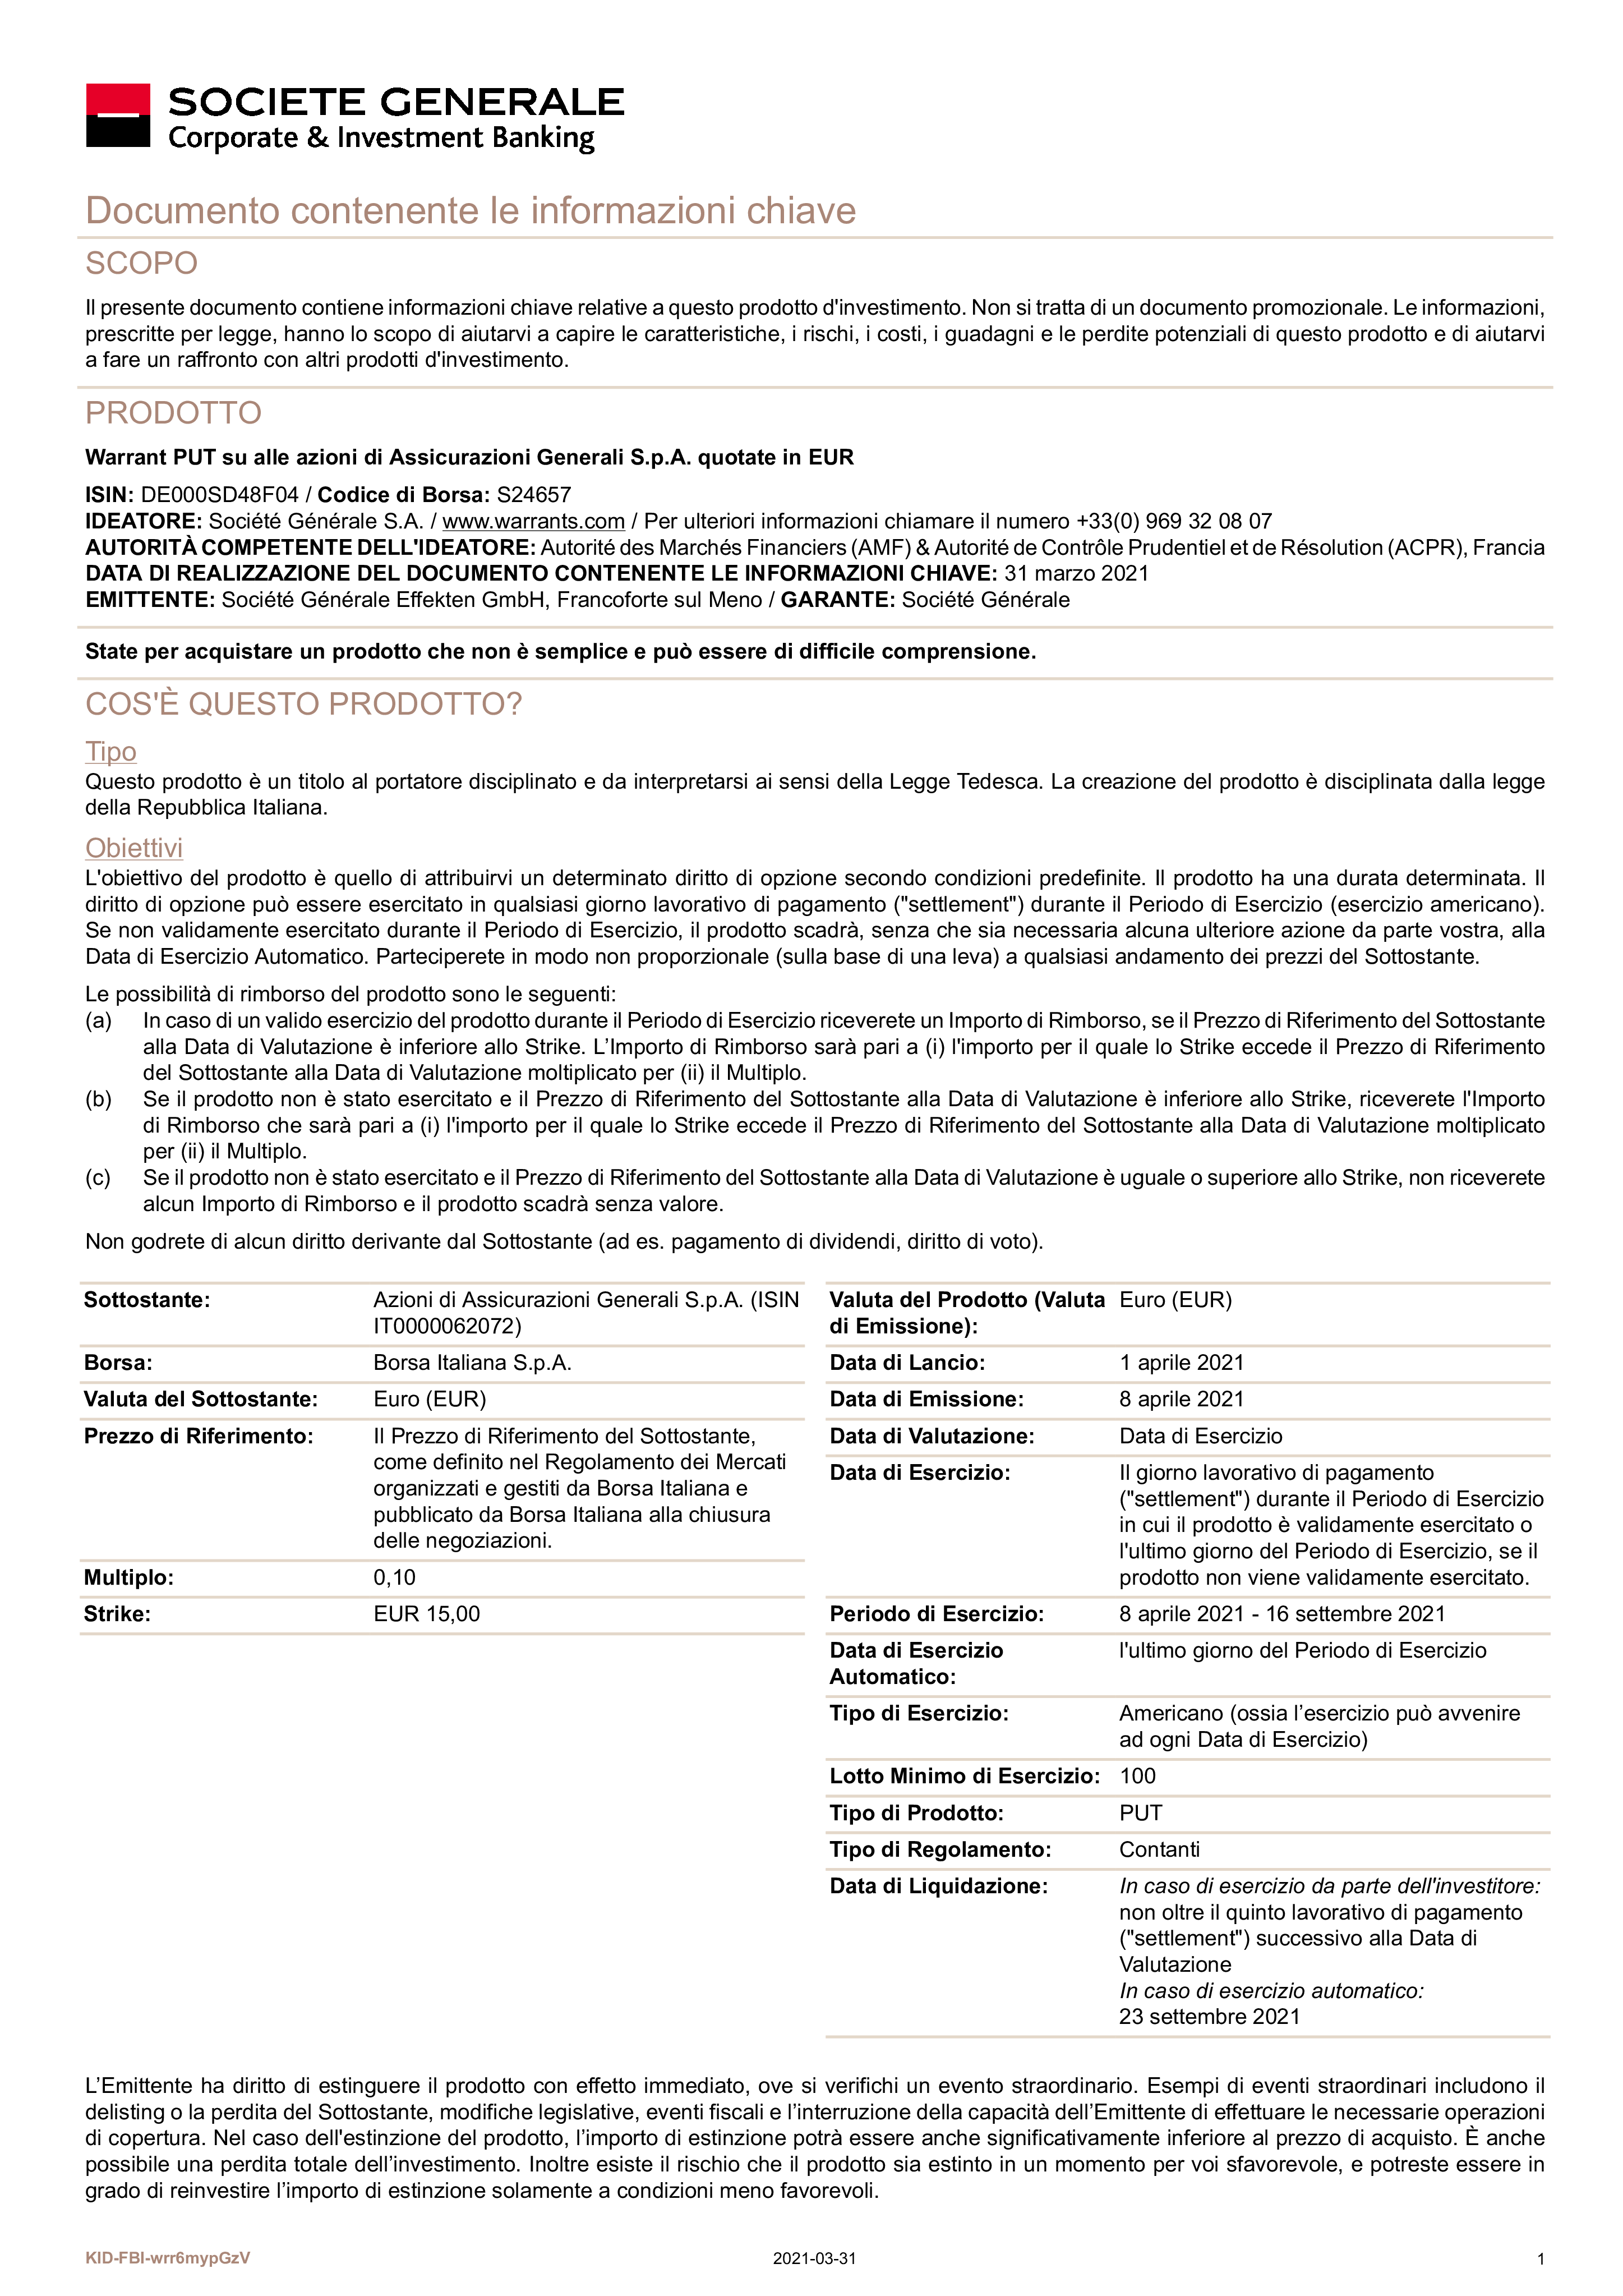 SOCIETE GENERALE
Corporate & Investment Banking
Documento contenente le informazioni chiave
SCOPO
Il presente documento contiene informazioni chiave relative a questo prodotto d'investimento. Non si tratta di un documento promozionale. Le informazioni,
prescritte per legge, hanno lo scopo di aiutarvi a capire le caratteristiche, i rischi, i costi, i guadagni e le perdite potenziali di questo prodotto e di aiutarvi
a fare un raffronto con altri prodotti d'investimento.
PRODOTTO
Warrant PUT su alle azioni di Assicurazioni Generali S.p.A. quotate in EUR
ISIN: DE000SD48F04 / Codice di Borsa: S24657
IDEATORE: Société Générale S.A. / www.warrants.com / Per ulteriori informazioni chiamare il numero +33(0) 969 32 08 07
AUTORITÀ COMPETENTE DELL'IDEATORE: Autorité des Marchés Financiers (AMF) & Autorité de Contrôle Prudentiel et de Résolution (ACPR), Francia
DATA DI REALIZZAZIONE DEL DOCUMENTO CONTENENTE LE INFORMAZIONI CHIAVE: 31 marzo 2021
EMITTENTE: Société Générale Effekten GmbH, Francoforte sul Meno / GARANTE: Société Générale
State per acquistare un prodotto che non è semplice e può essere di difficile comprensione.
COS'È QUESTO PRODOTTO?
Tipo
Questo prodotto è un titolo al portatore disciplinato e da interpretarsi ai sensi della Legge Tedesca. La creazione del prodotto è disciplinata dalla legge
della Repubblica Italiana.
Obiettivi
L'obiettivo del prodotto è quello di attribuirvi un determinato diritto di opzione secondo condizioni predefinite. Il prodotto ha una durata determinata. Il
diritto di opzione può essere esercitato in qualsiasi giorno lavorativo di pagamento ("settlement") durante il Periodo di Esercizio (esercizio americano).
Se non validamente esercitato durante il Periodo di Esercizio, il prodotto scadrà, senza che sia necessaria alcuna ulteriore azione da parte vostra, alla
Data di Esercizio Automatico. Parteciperete in modo non proporzionale (sulla base di una leva) a qualsiasi andamento dei prezzi del Sottostante.
Le possibilità di rimborso del prodotto sono le seguenti:
(a) In caso di un valido esercizio del prodotto durante il Periodo di Esercizio riceverete un Importo di Rimborso, se il Prezzo di Riferimento del Sottostante
alla Data di Valutazione è inferiore allo Strike. L’Importo di Rimborso sarà pari a (i) l'importo per il quale lo Strike eccede il Prezzo di Riferimento
del Sottostante alla Data di Valutazione moltiplicato per (ii) il Multiplo.
(b) Se il prodotto non è stato esercitato e il Prezzo di Riferimento del Sottostante alla Data di Valutazione è inferiore allo Strike, riceverete l'Importo
di Rimborso che sarà pari a (i) l'importo per il quale lo Strike eccede il Prezzo di Riferimento del Sottostante alla Data di Valutazione moltiplicato
per (ii) il Multiplo.
(c) Se il prodotto non è stato esercitato e il Prezzo di Riferimento del Sottostante alla Data di Valutazione è uguale o superiore allo Strike, non riceverete
alcun Importo di Rimborso e il prodotto scadrà senza valore.
Non godrete di alcun diritto derivante dal Sottostante (ad es. pagamento di dividendi, diritto di voto).
Sottostante: Azioni di Assicurazioni Generali S.p.A. (ISIN
IT0000062072)
Borsa: Borsa Italiana S.p.A.
Valuta del Sottostante: Euro (EUR)
Prezzo di Riferimento: Il Prezzo di Riferimento del Sottostante,
come definito nel Regolamento dei Mercati
organizzati e gestiti da Borsa Italiana e
pubblicato da Borsa Italiana alla chiusura
delle negoziazioni.
Multiplo: 0,10
Strike: EUR 15,00
Valuta del Prodotto (Valuta Euro (EUR)
di Emissione):
Data di Lancio: 1 aprile 2021
Data di Emissione: 8 aprile 2021
Data di Valutazione: Data di Esercizio
Data di Esercizio: Il giorno lavorativo di pagamento
("settlement") durante il Periodo di Esercizio
in cui il prodotto è validamente esercitato o
l'ultimo giorno del Periodo di Esercizio, se il
prodotto non viene validamente esercitato.
Periodo di Esercizio: 8 aprile 2021 - 16 settembre 2021
Data di Esercizio l'ultimo giorno del Periodo di Esercizio
Automatico:
Tipo di Esercizio: Americano (ossia l’esercizio può avvenire
ad ogni Data di Esercizio)
Lotto Minimo di Esercizio: 100
Tipo di Prodotto: PUT
Tipo di Regolamento: Contanti
Data di Liquidazione: In caso di esercizio da parte dell'investitore:
non oltre il quinto lavorativo di pagamento
("settlement") successivo alla Data di
Valutazione
In caso di esercizio automatico:
23 settembre 2021
L’Emittente ha diritto di estinguere il prodotto con effetto immediato, ove si verifichi un evento straordinario. Esempi di eventi straordinari includono il
delisting o la perdita del Sottostante, modifiche legislative, eventi fiscali e l’interruzione della capacità dell’Emittente di effettuare le necessarie operazioni
di copertura. Nel caso dell'estinzione del prodotto, l’importo di estinzione potrà essere anche significativamente inferiore al prezzo di acquisto. È anche
possibile una perdita totale dell’investimento. Inoltre esiste il rischio che il prodotto sia estinto in un momento per voi sfavorevole, e potreste essere in
grado di reinvestire l’importo di estinzione solamente a condizioni meno favorevoli.
KID-FBI-wrr6mypGzV 2021-03-31 1